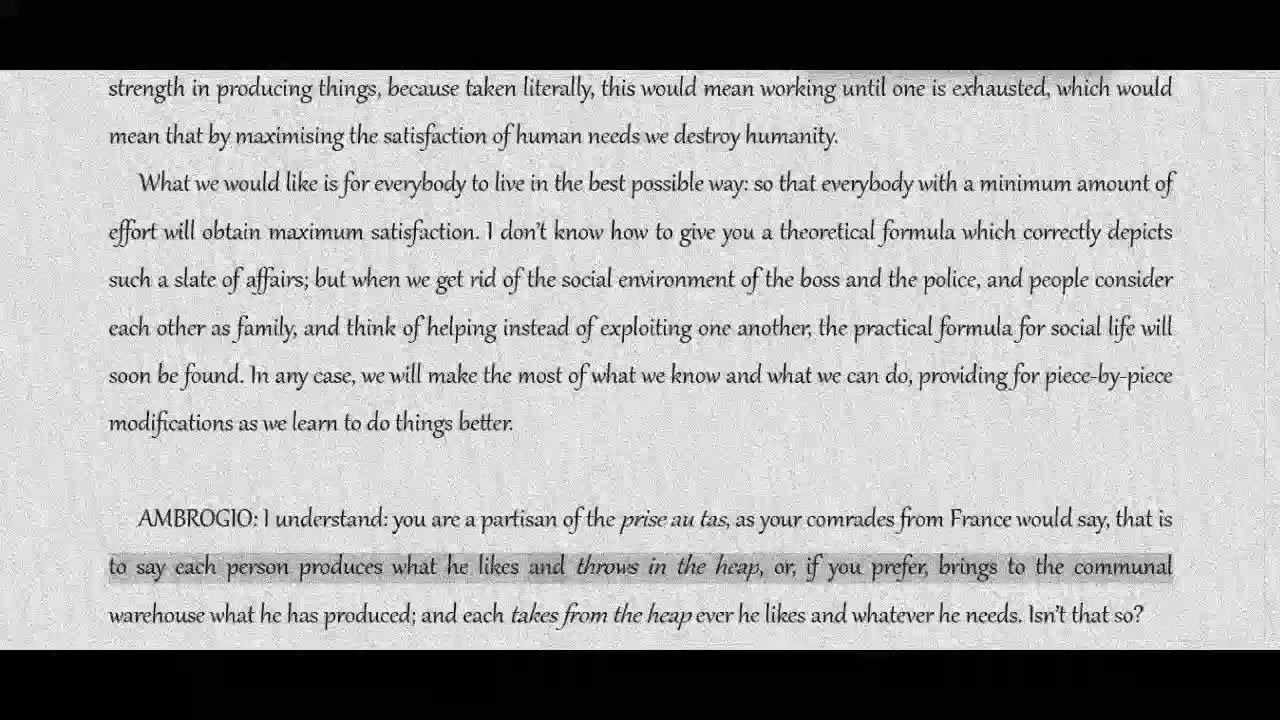 strength in producing things, because taken literally, this would mean working until one is exhausted, which would
mean that by maximising the satisfaction of human needs we destroy humanity.
What we would like is for everybody to live in the best possible way: so that everybody with a minimum amount of
effort will obtain maximum satisfaction. I don't know how to give you a theoretical formula which correctly depicts
such a slate of affairs; but when we get rid of the social environment of the boss and the police, and people consider
each other as family, and think of helping instead of exploiting one another, the practical formula for social life will
soon be found. In any case, we will make the most of what we know and what we can do, providing for piece-by-piece
modifications as we learn to do things better.
AMBROGIO: I understand: you are a partisan of the prise au tas, as your comrades from France would say, that is
to say each person produces what he likes and throws in the heap, or, if you prefer, brings to the communal
warehouse what he has produced; and each takes from the heap ever he likes and whatever he needs. Isn't that so?